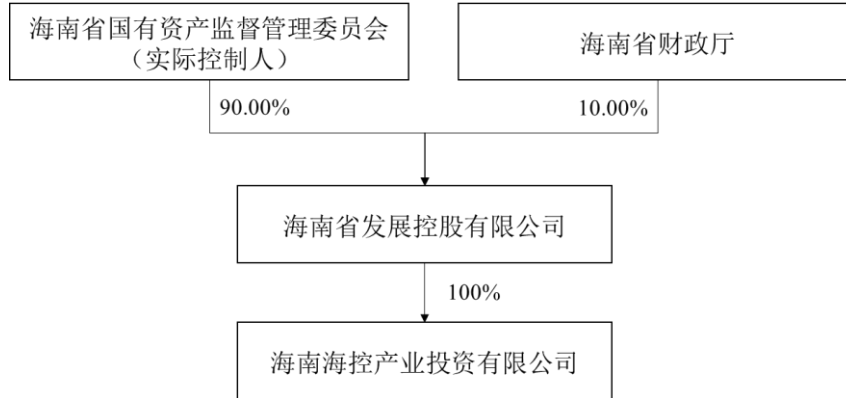 海南省国有资产监督管理委员会
（实际控制人）
海南省财政厅
90.00%
10.00%
海南省发展控股有限公司
100%
海南海控产业投资有限公司